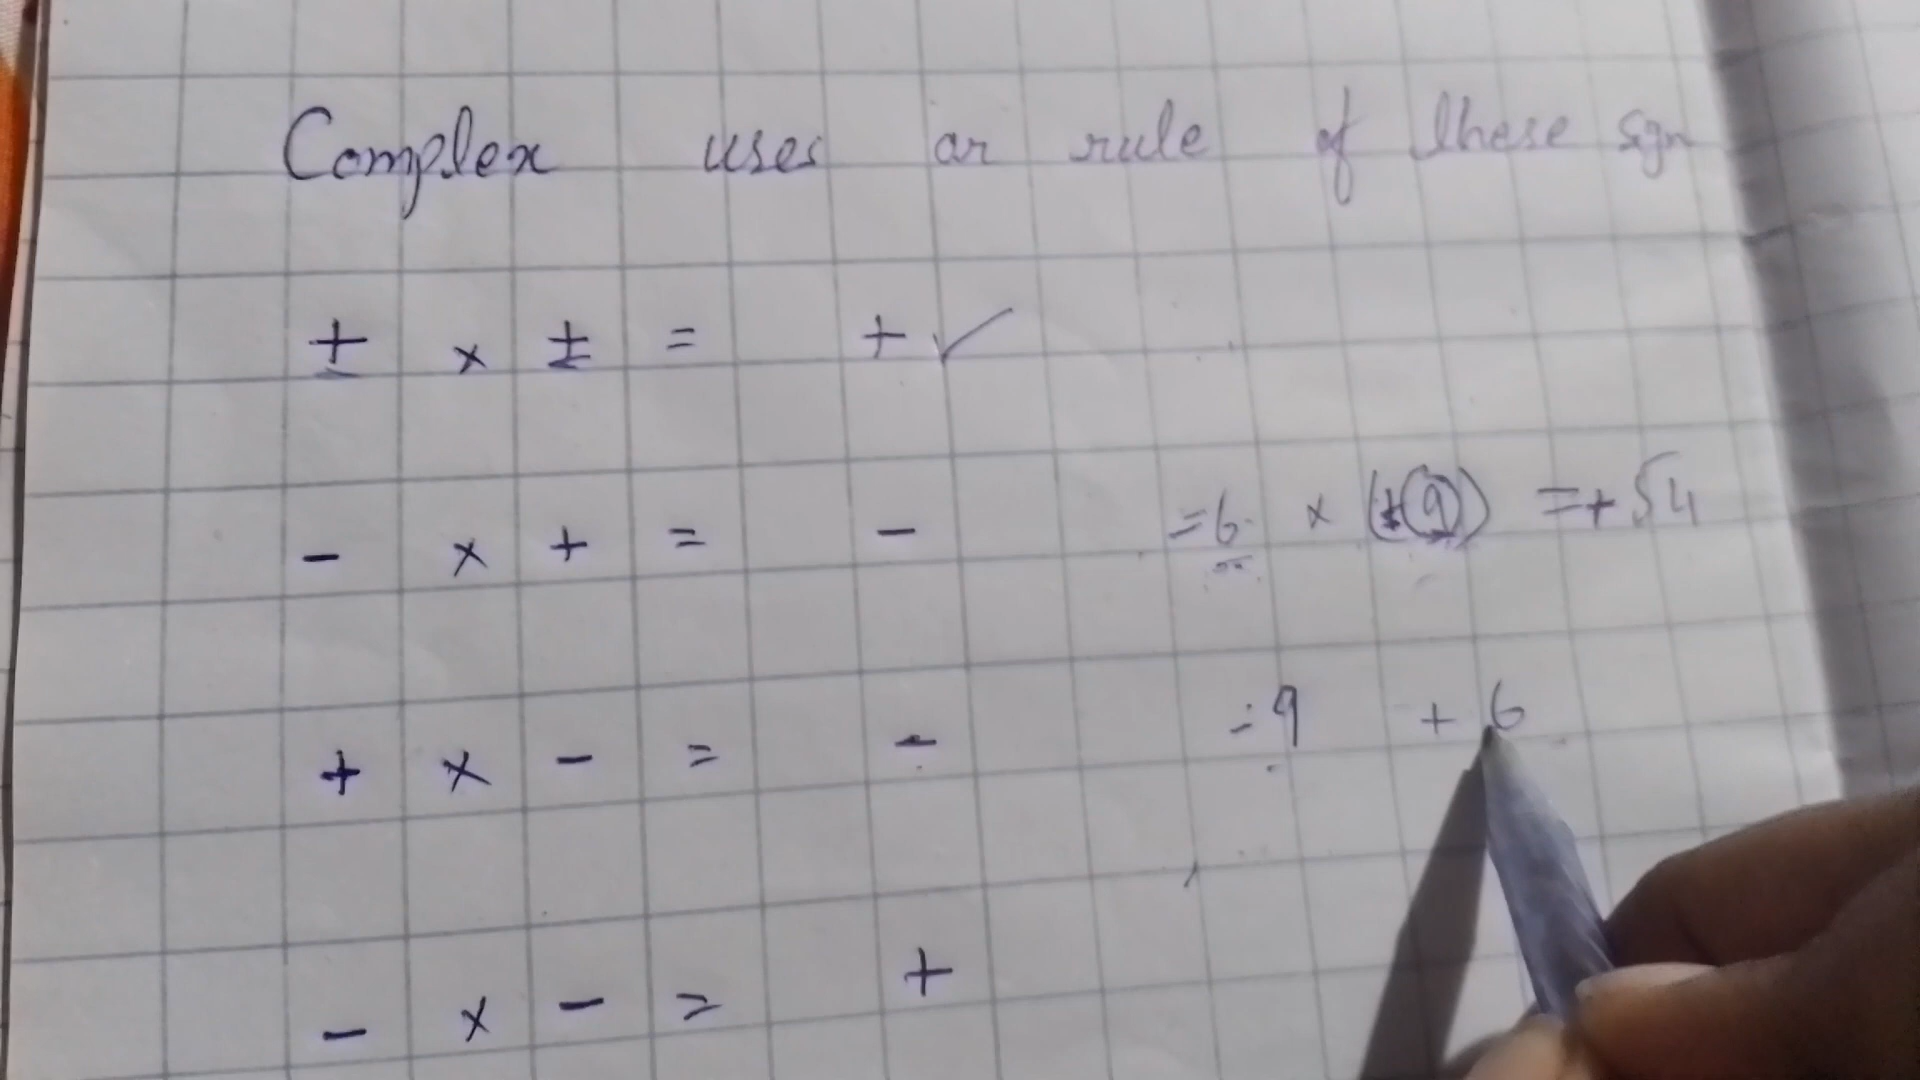 Complex uses or rule of these sign
± × ± = + ✓
- × + = - = 6 × (+(9)) = + 54
+ × - = - - 9 + 6
- × - = +